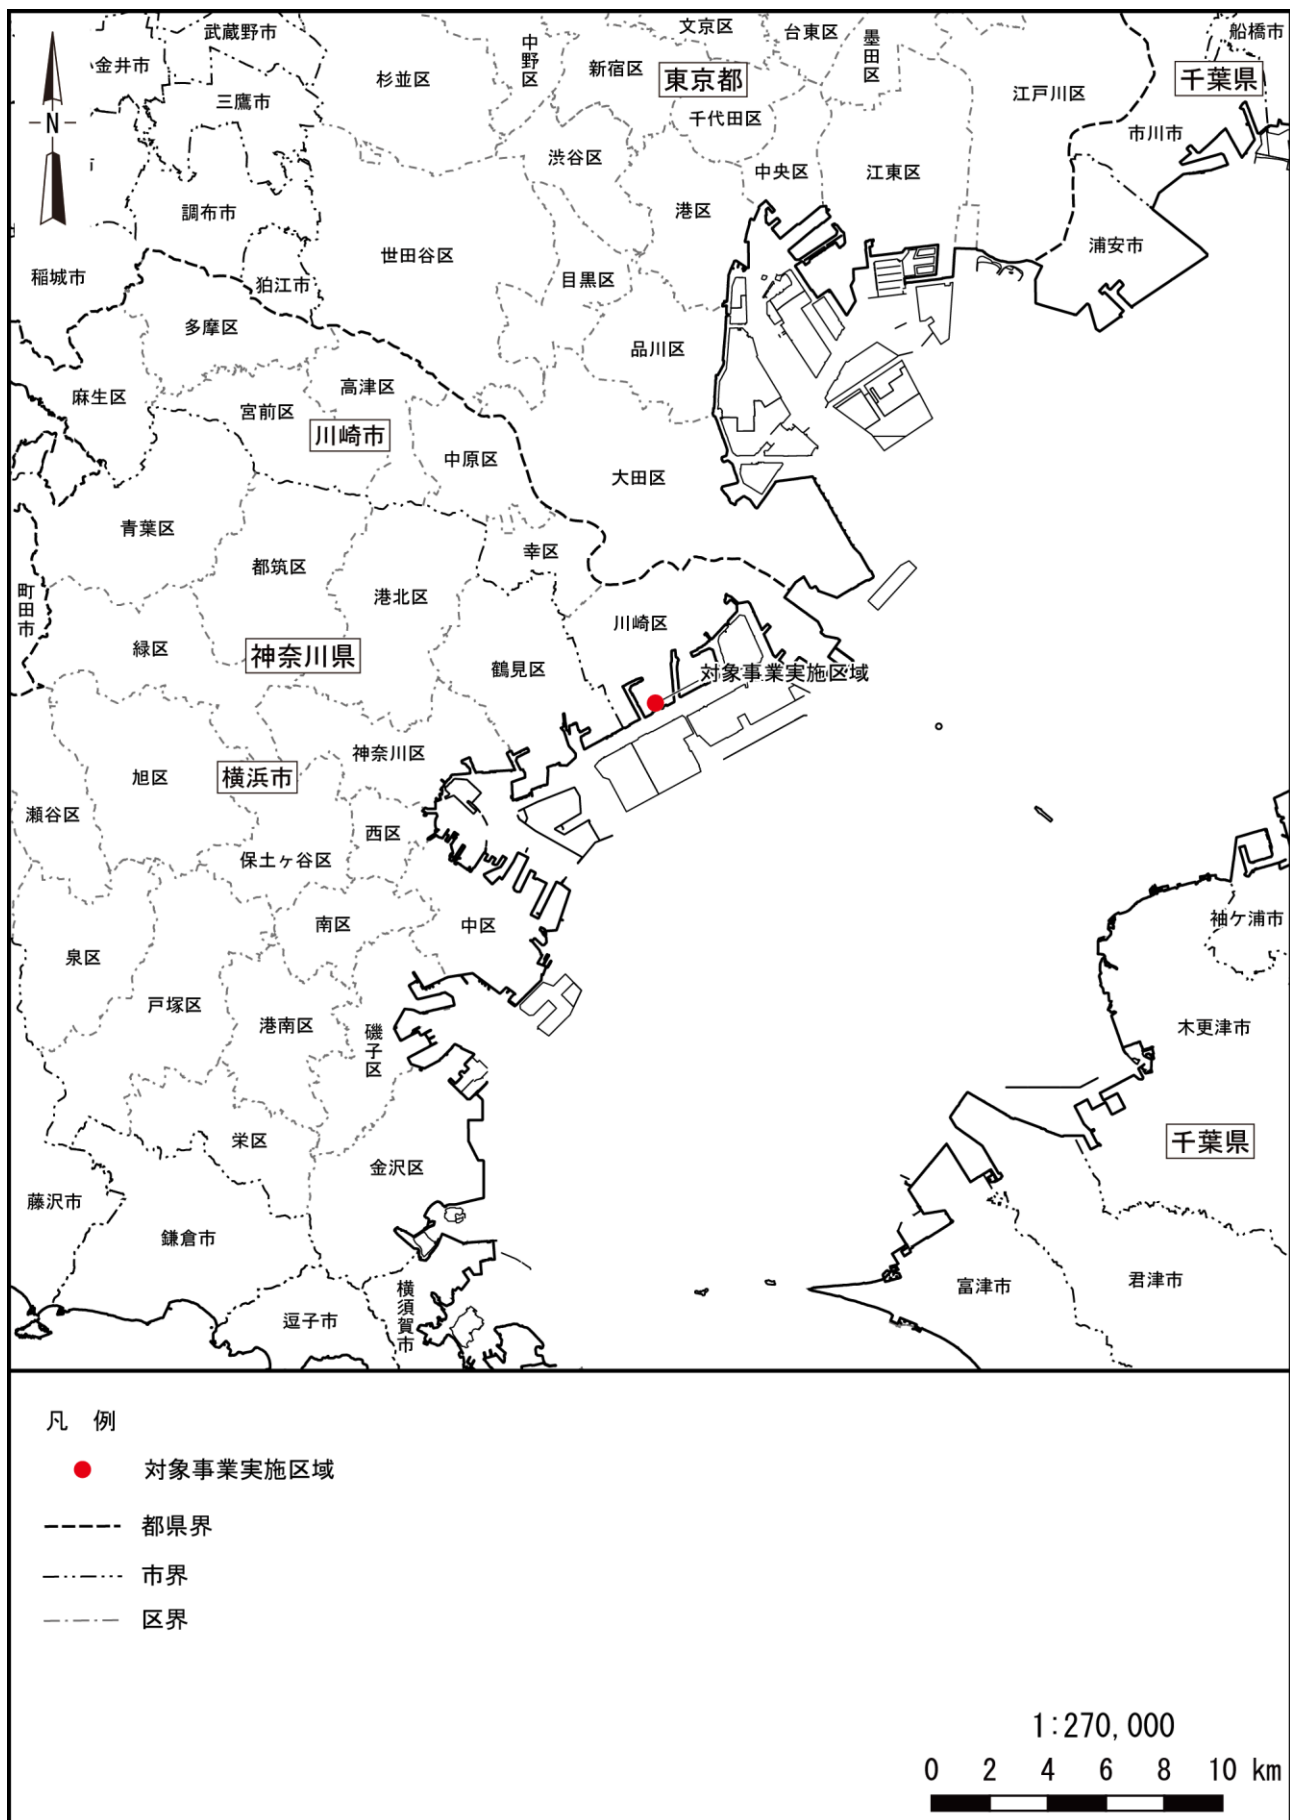 武蔵野市
文京区
台東区
墨田区
船橋市
中野区
新宿区
東京都
千葉県
金井市
杉並区
三鷹市
江戸川区
N
千代田区
市川市
渋谷区
中央区
江東区
調布市
港区
浦安市
世田谷区
稲城市
狛江市
目黒区
多摩区
品川区
高津区
麻生区
宮前区
川崎市
中原区
大田区
青葉区
幸区
都筑区
町田市
港北区
川崎区
緑区
神奈川県
鶴見区
対象事業実施区域
神奈川区
旭区
横浜市
瀬谷区
西区
保土ヶ谷区
南区
中区
袖ケ浦市
泉区
戸塚区
港南区
磯子区
木更津市
栄区
千葉県
金沢区
藤沢市
鎌倉市
横須賀市
富津市
君津市
逗子市
凡 例
対象事業実施区域
都県界
市界
区界
1:270,000
0 2 4 6 8 10 km